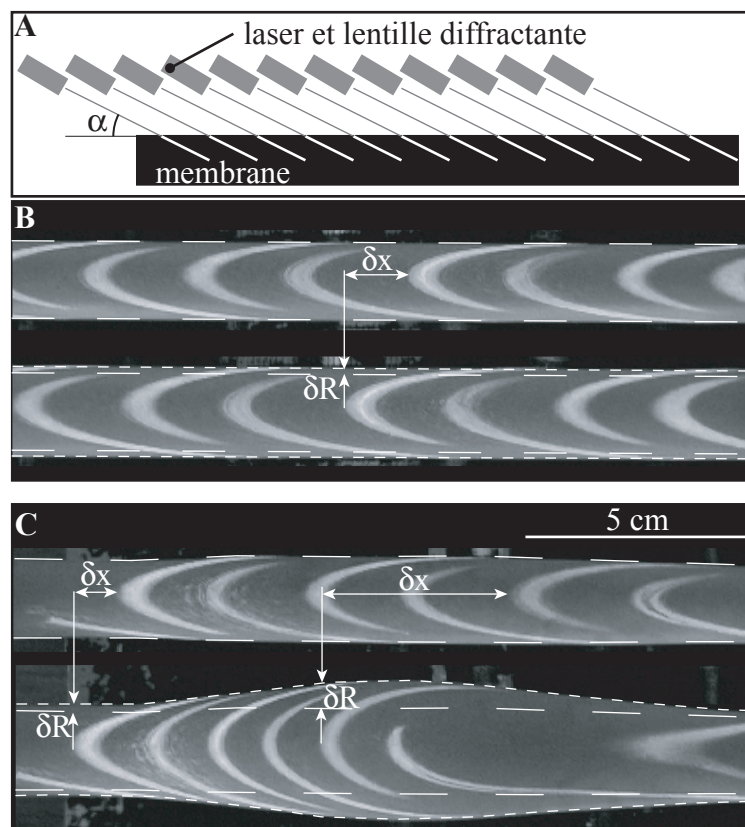 A
laser et lentille diffractante
α
membrane
B
δx
δR
C
5 cm
δx
δx
δR
δR